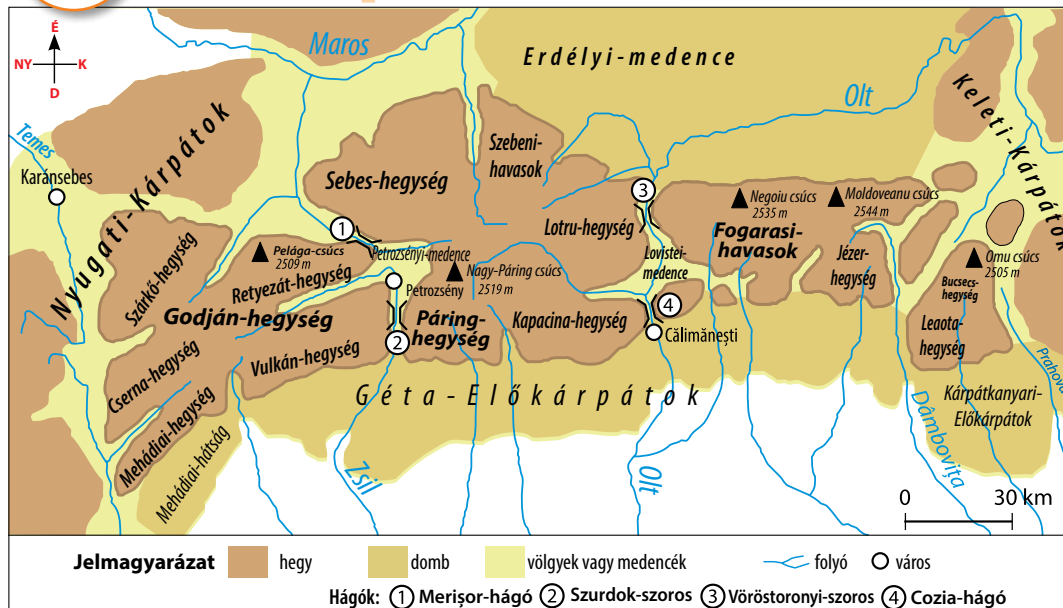 É
NY
K
D
Maros
Erdélyi-medence
Olt
Keleti-Kárpátok
Temes
Karánsebes
Nyugati-Kárpátok
Szebeni-
havasok
Sebes-hegység
3
Negoiu csúcs
2535 m
Moldoveanu csúcs
2544 m
1
Lotru-hegység
Fogarasi-
havasok
Szárkő-hegység
Pelága-csúcs
2509 m
Petrozsényi-medence
Lovistei-
medence
Jézer-
hegység
Omu csúcs
2505 m
Retyezát-hegység
Nagy-Páring csúcs
2519 m
Bucsecs-
hegység
Petrozsény
Godján-hegység
Páring-
hegység
Kapacina-hegység
4
Leaota-
hegység
Călimănești
2
Vulkán-hegység
Cserna-hegység
Prahova
Mehádiai-hegység
Géta-Előkárpátok
Kárpátkanyari-
Előkárpátok
Mehádiai-hátság
Zsil
Olt
Dâmbovița
0 30 km
Jelmagyarázat hegy domb völgyek vagy medencék folyó város
Hágók: 1 Merișor-hágó 2 Szurdok-szoros 3 Vöröstoronyi-szoros 4 Cozia-hágó